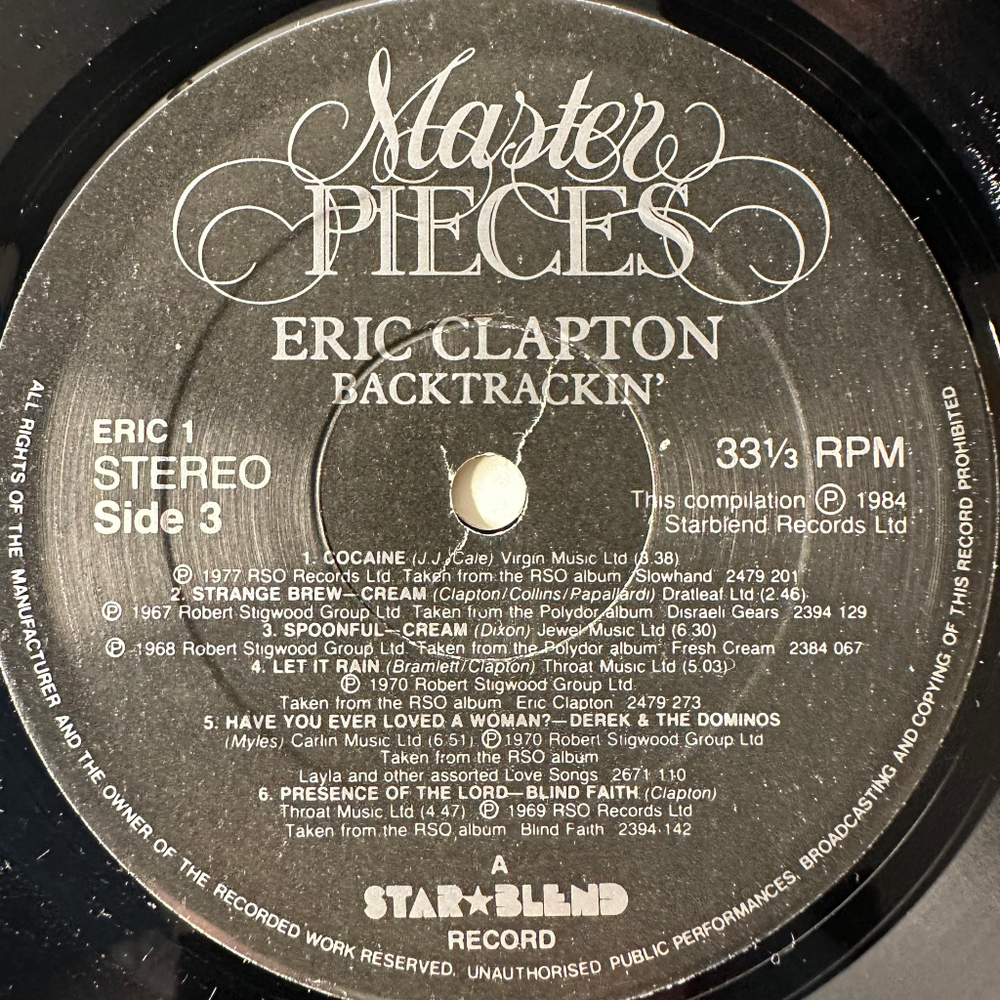 Master
PIECES
ERIC CLAPTON
BACKTRACKIN'
ERIC 1
STEREO
Side 3
33⅓ RPM
This compilation Ⓟ 1984
Starblend Records Ltd
1. COCAINE (J.J. Cale) Virgin Music Ltd (3.38)
Ⓟ 1977 RSO Records Ltd. Taken from the RSO album Slowhand 2479 201
2. STRANGE BREW—CREAM (Clapton/Collins/Papallardi) Dratleaf Ltd (2.46)
Ⓟ 1967 Robert Stigwood Group Ltd Taken from the Polydor album Disraeli Gears 2394 129
3. SPOONFUL—CREAM (Dixon) Jewel Music Ltd (6.30)
Ⓟ 1968 Robert Stigwood Group Ltd. Taken from the Polydor album Fresh Cream 2384 067
4. LET IT RAIN (Bramlett/Clapton) Throat Music Ltd (5.03)
Ⓟ 1970 Robert Stigwood Group Ltd.
Taken from the RSO album Eric Clapton 2479 273
5. HAVE YOU EVER LOVED A WOMAN?—DEREK & THE DOMINOS
(Myles) Carlin Music Ltd (6.51) Ⓟ 1970 Robert Stigwood Group Ltd
Taken from the RSO album
Layla and other assorted Love Songs 2671 110
6. PRESENCE OF THE LORD—BLIND FAITH (Clapton)
Throat Music Ltd (4.47) Ⓟ 1969 RSO Records Ltd
Taken from the RSO album Blind Faith 2394 142
A
STAR★BLEND
RECORD
ALL RIGHTS OF THE MANUFACTURER AND THE OWNER OF THE RECORDED WORK RESERVED. UNAUTHORISED PUBLIC PERFORMANCES, BROADCASTING AND COPYING OF THIS RECORD PROHIBITED